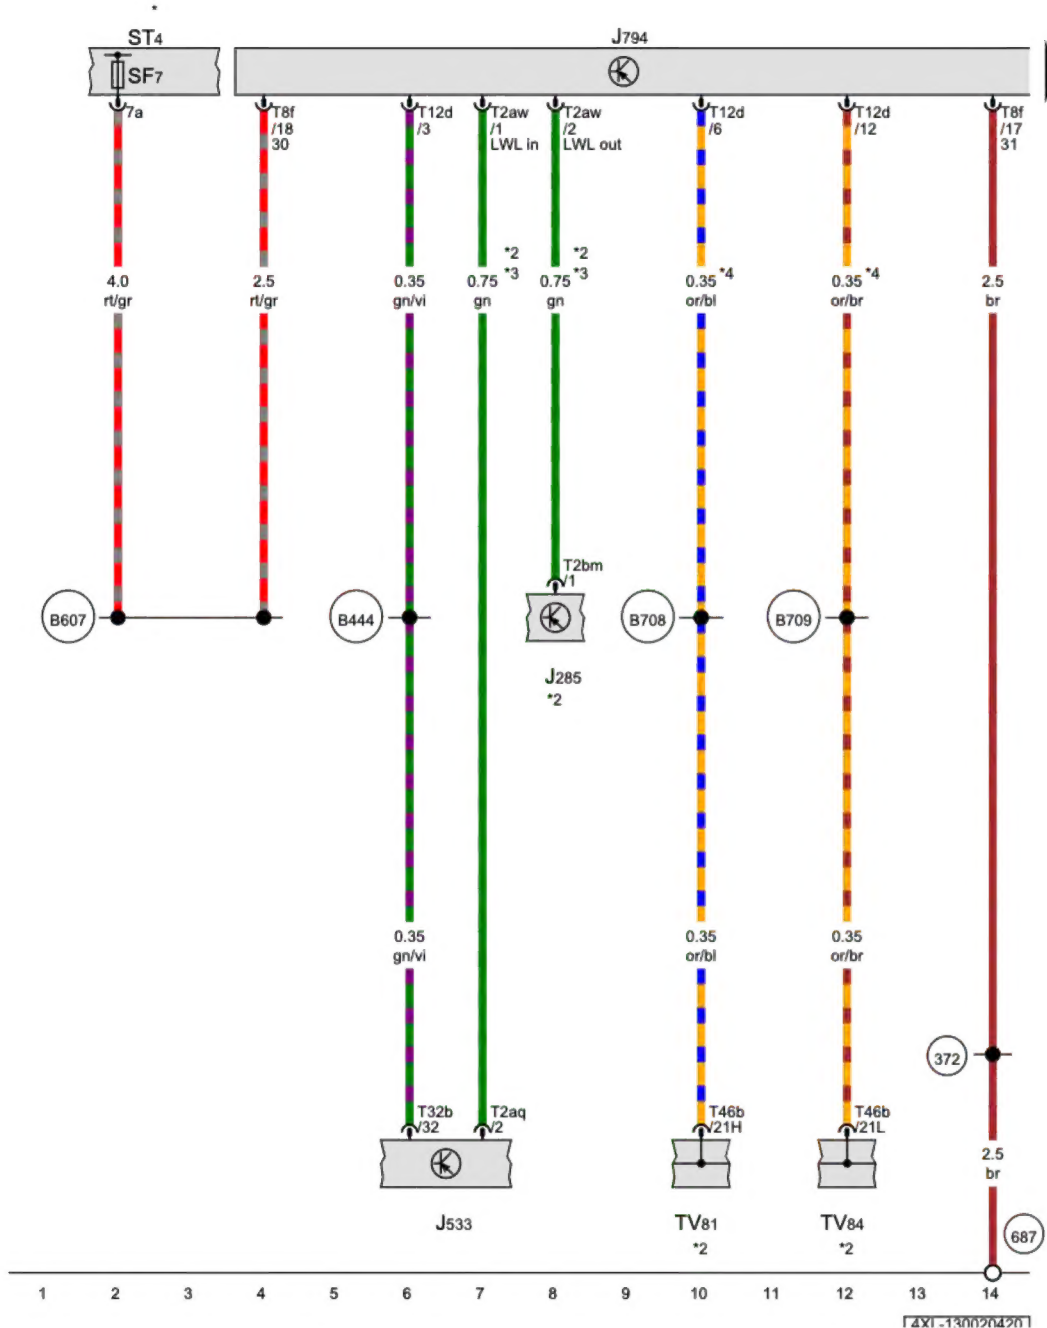 *
ST4
J794
SF7
7a
T8f
/18
30
T12d
/3
T2aw
/1
LWL in
T2aw
/2
LWL out
T12d
/6
T12d
/12
T8f
/17
31
*2
*2
4.0
rt/gr
2.5
rt/gr
0.35
gn/vi
0.75 *3
gn
0.75 *3
gn
0.35 *4
or/bl
0.35 *4
or/br
2.5
br
T2bm
/1
B607
B444
B708
B709
J285
*2
0.35
gn/vi
0.35
or/bl
0.35
or/br
372
T32b
/32
T2aq
/2
T46b
/21H
T46b
/21L
2.5
br
J533
TV81
*2
TV84
*2
687
1 2 3 4 5 6 7 8 9 10 11 12 13 14
4XL-130020420